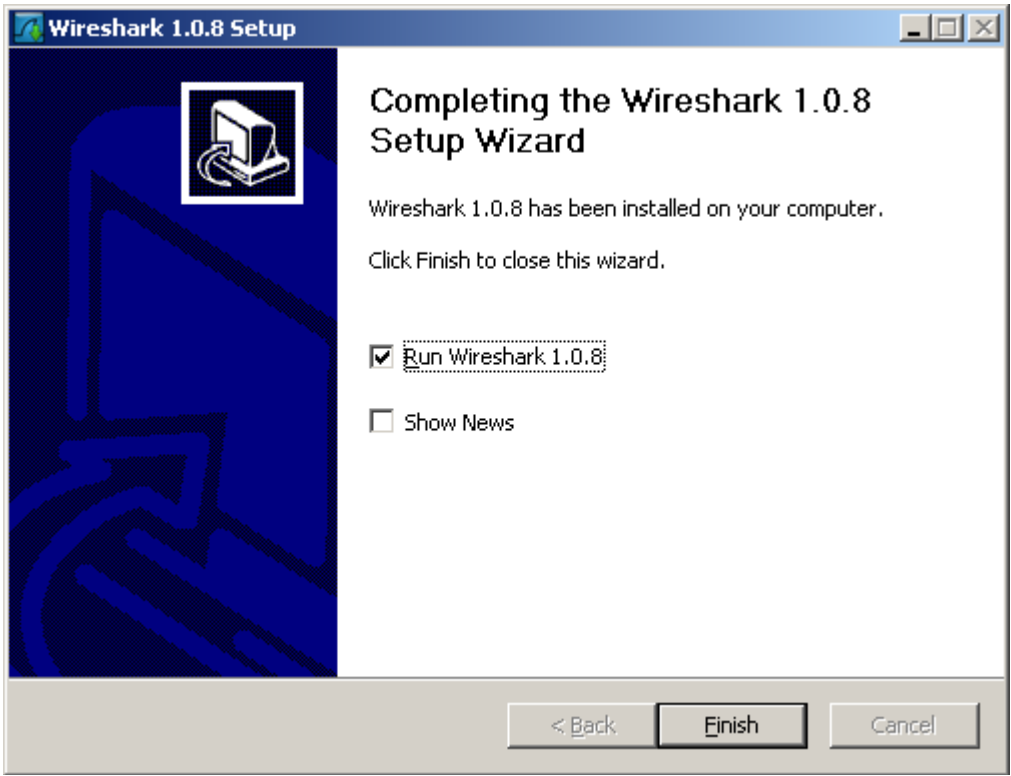 Wireshark 1.0.8 Setup
Completing the Wireshark 1.0.8
Setup Wizard
Wireshark 1.0.8 has been installed on your computer.
Click Finish to close this wizard.
Run Wireshark 1.0.8
Show News
< Back
Finish
Cancel